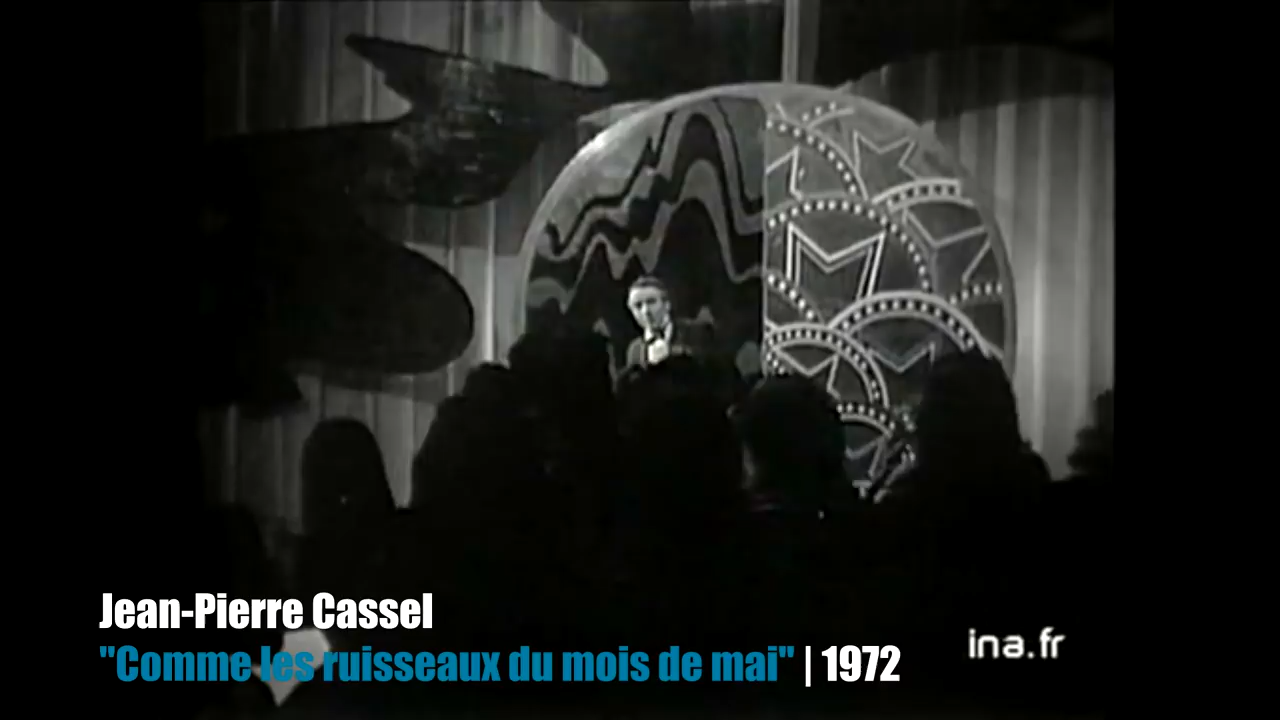 Jean-Pierre Cassel
"Comme les ruisseaux du mois de mai" | 1972
ina.fr